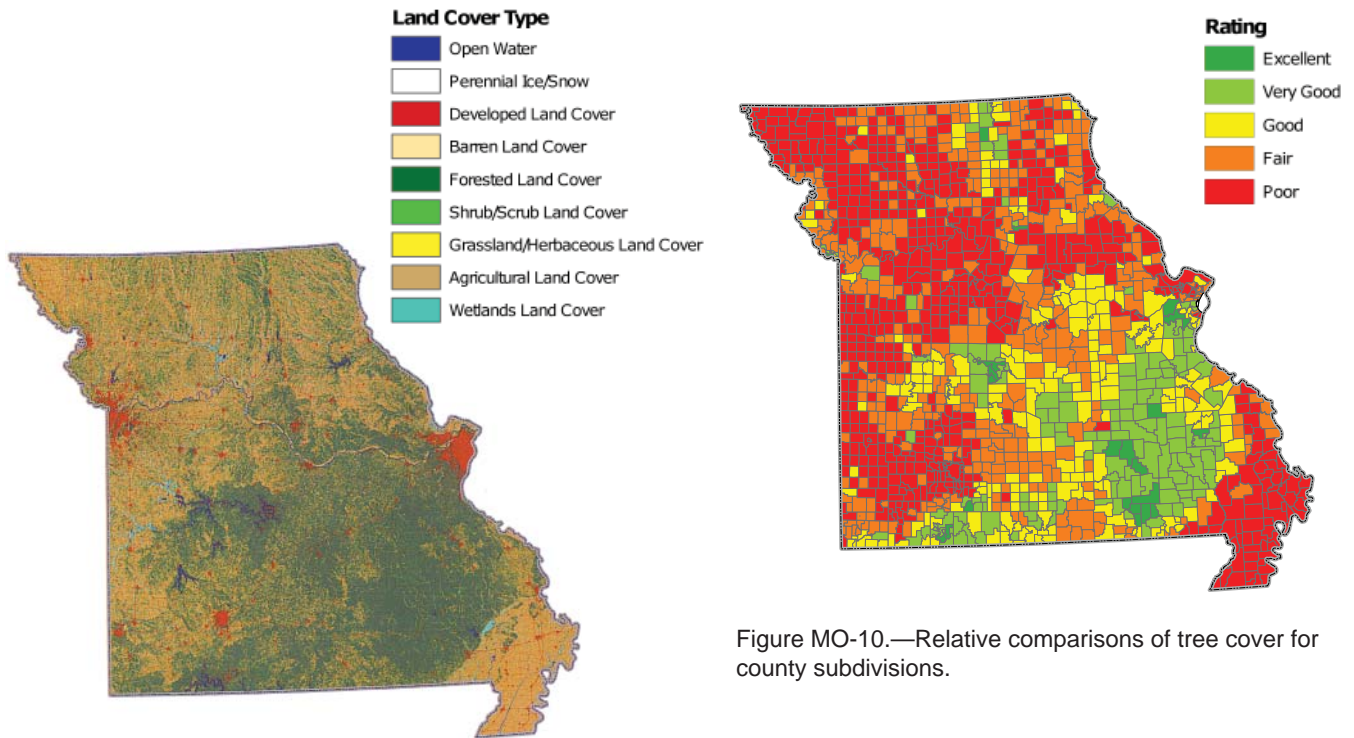 Land Cover Type
Open Water
Perennial Ice/Snow
Developed Land Cover
Barren Land Cover
Forested Land Cover
Shrub/Scrub Land Cover
Grassland/Herbaceous Land Cover
Agricultural Land Cover
Wetlands Land Cover
Rating
Excellent
Very Good
Good
Fair
Poor
Figure MO-10.—Relative comparisons of tree cover for
county subdivisions.